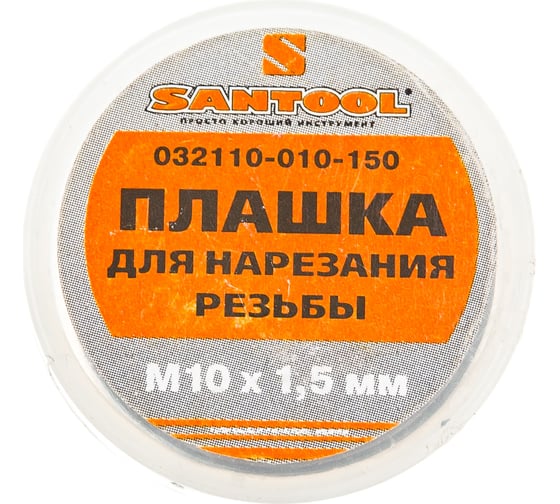 S
SANTOOL®
ПРОСТО ХОРОШИЙ ИНСТРУМЕНТ
032110-010-150
ПЛАШКА
ДЛЯ НАРЕЗАНИЯ
РЕЗЬБЫ
М10 х 1,5 мм